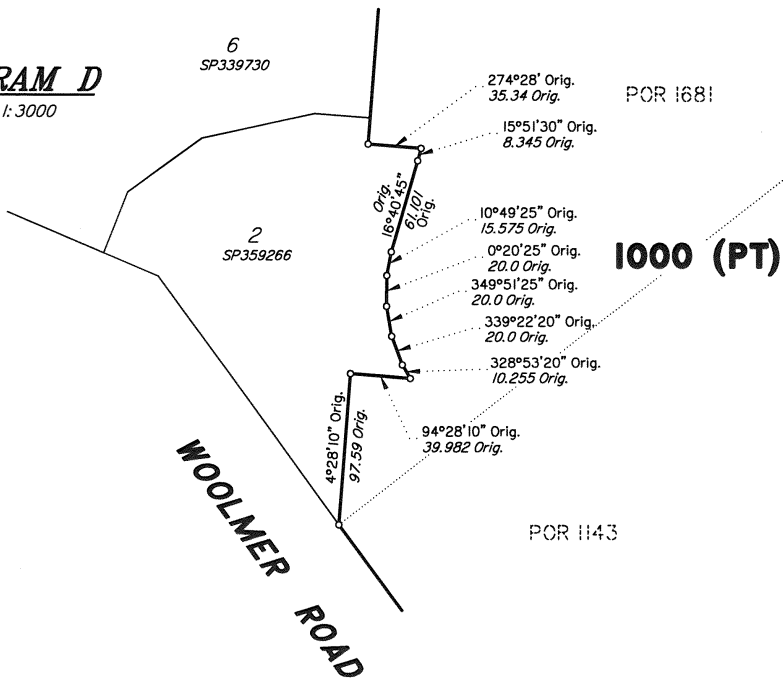 6
SP339730
RAM D
1:3000
274°28' Orig.
35.34 Orig.
POR 1681
15°51'30" Orig.
8.345 Orig.
Orig.
16°40'45"
61.101
Orig.
2
SP359266
10°49'25" Orig.
15.575 Orig.
0°20'25" Orig.
20.0 Orig.
1000 (PT)
349°51'25" Orig.
20.0 Orig.
339°22'20" Orig.
20.0 Orig.
328°53'20" Orig.
10.255 Orig.
4°28'10" Orig.
97.59 Orig.
94°28'10" Orig.
39.982 Orig.
WOOLMER ROAD
POR 1143